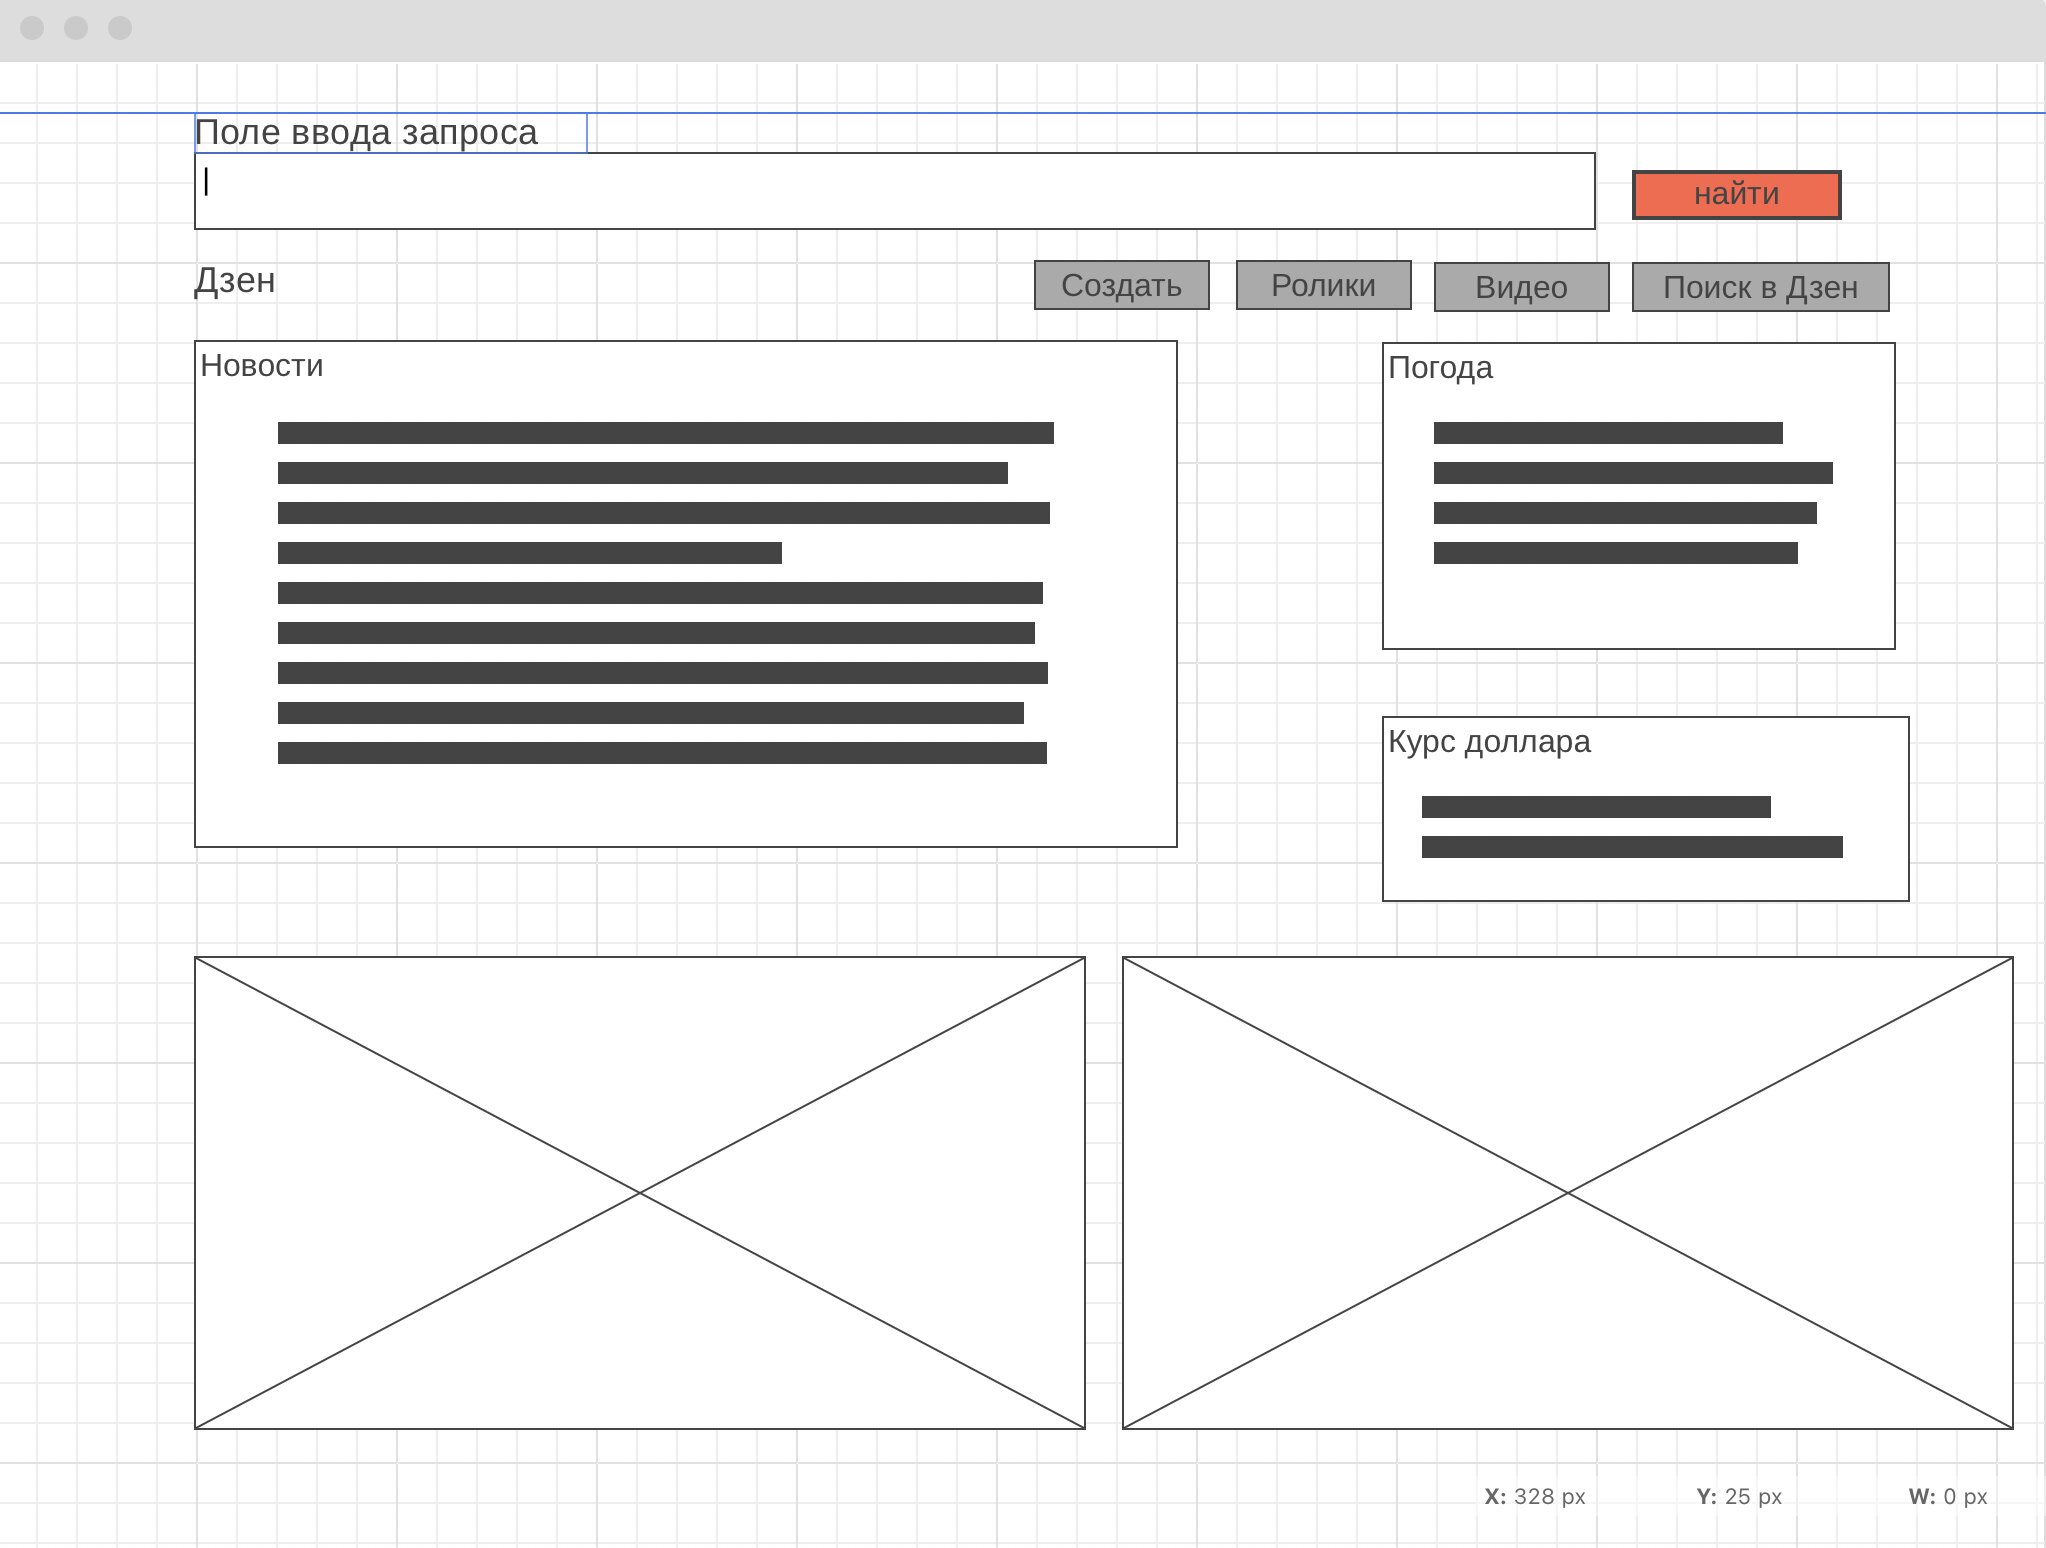 Поле ввода запроса
найти
Дзен
Создать
Ролики
Видео
Поиск в Дзен
Новости
Погода
Курс доллара
X: 328 px
Y: 25 px
W: 0 px